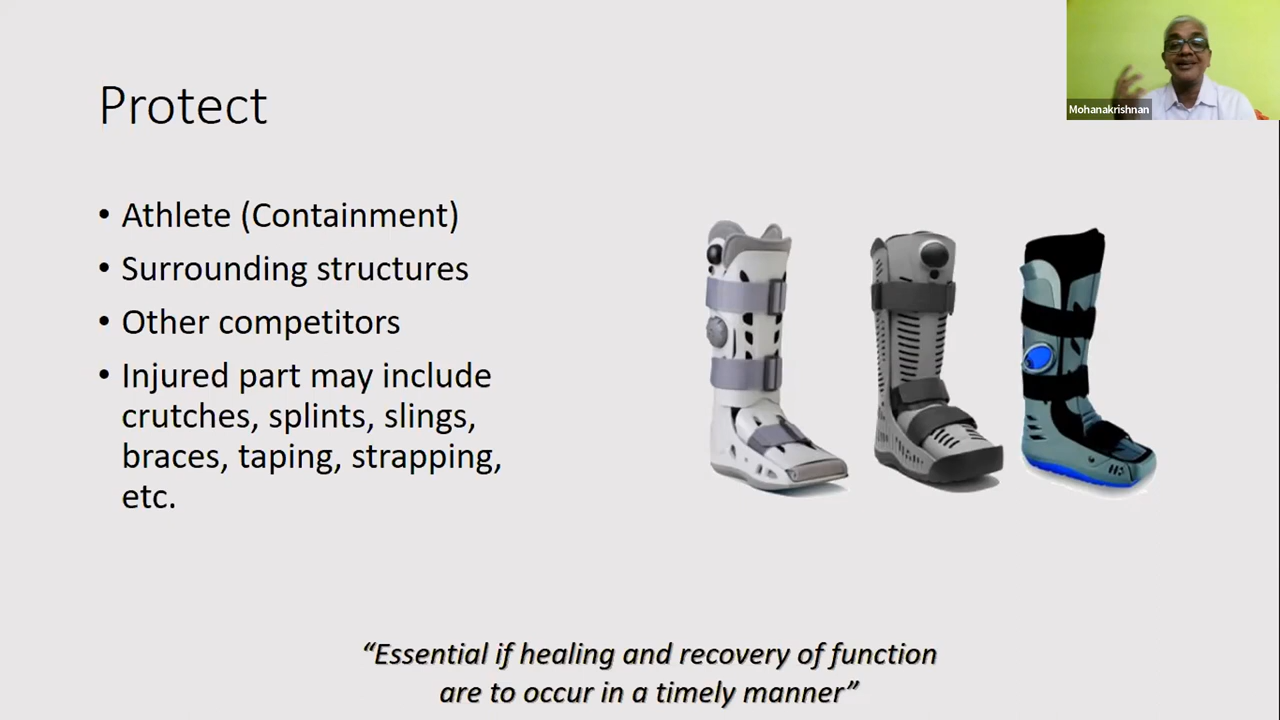 Mohanakrishnan
Protect
• Athlete (Containment)
• Surrounding structures
• Other competitors
• Injured part may include
crutches, splints, slings,
braces, taping, strapping,
etc.
“Essential if healing and recovery of function
are to occur in a timely manner”